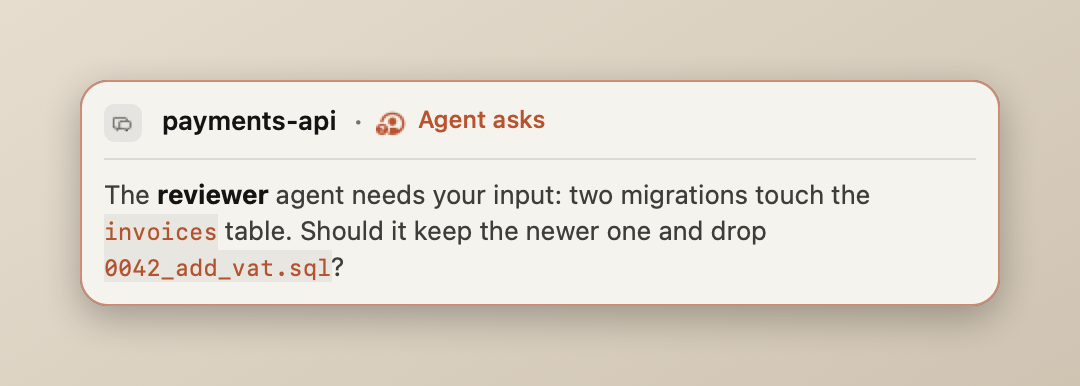 payments-api · Agent asks
The reviewer agent needs your input: two migrations touch the
invoices table. Should it keep the newer one and drop
0042_add_vat.sql?